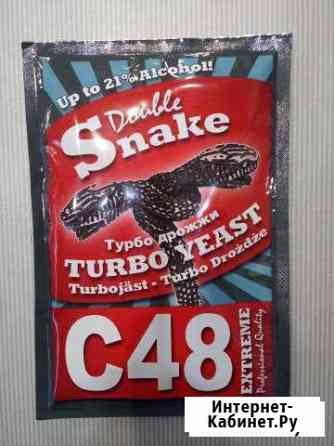 Up to 21% Alcohol!
Double
Snake
Турбо дрожжи
TURBO YEAST
Turbojäst - Turbo Drożdże
C48
EXTREME
Professional Quality
Интернет-
Кабинет.Ру